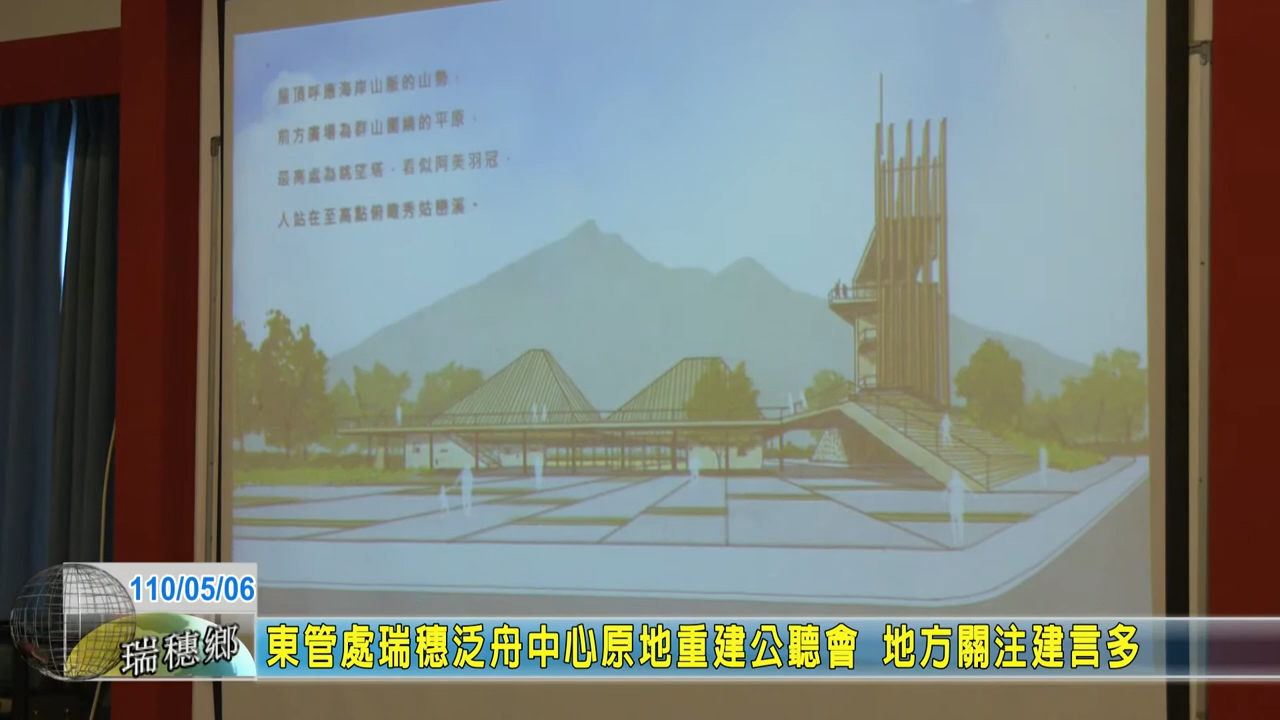 屋頂呼應海岸山脈的山勢，
前方廣場為群山圍繞的平原，
最高處為眺望塔，看似阿美羽冠，
人站在至高點俯瞰秀姑巒溪。
110/05/06
瑞穗鄉
東管處瑞穗泛舟中心原地重建公聽會 地方關注建言多